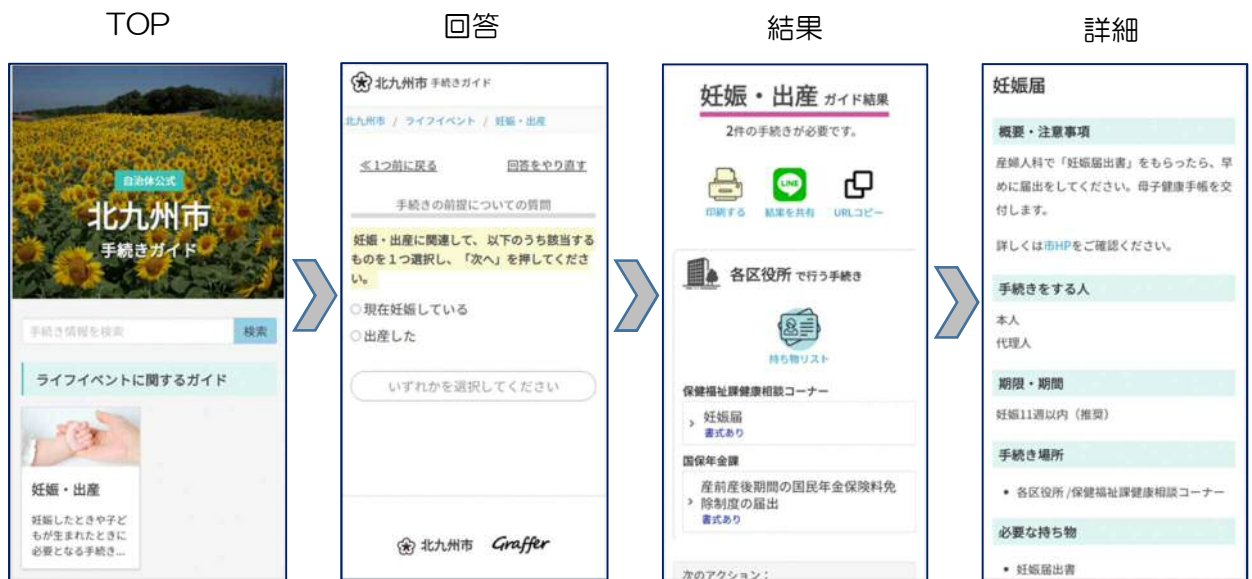 TOP
自治体公式
北九州市
手続きガイド
手続き情報を検索
検索
ライフイベントに関するガイド
妊娠・出産
妊娠したときや子ど
もが生まれたときに
必要となる手続き...
回答
北九州市 手続きガイド
北九州市 / ライフイベント / 妊娠・出産
≪1つ前に戻る
回答をやり直す
手続きの前提についての質問
妊娠・出産に関連して、以下のうち該当する
ものを1つ選択し、「次へ」を押してくださ
い。
現在妊娠している
出産した
いずれかを選択してください
北九州市 Graffer
結果
妊娠・出産 ガイド結果
2件の手続きが必要です。
LINE
印刷する
結果を共有
URLコピー
各区役所 で行う手続き
持ち物リスト
保健福祉課健康相談コーナー
› 妊娠届
書式あり
国保年金課
産前産後期間の国民年金保険料免
› 除制度の届出
書式あり
次のアクション：
詳細
妊娠届
概要・注意事項
産婦人科で「妊娠届出書」をもらったら、早
めに届出をしてください。母子健康手帳を交
付します。
詳しくは市HPをご確認ください。
手続きをする人
本人
代理人
期限・期間
妊娠11週以内（推奨）
手続き場所
• 各区役所/保健福祉課健康相談コーナー
必要な持ち物
• 妊娠届出書